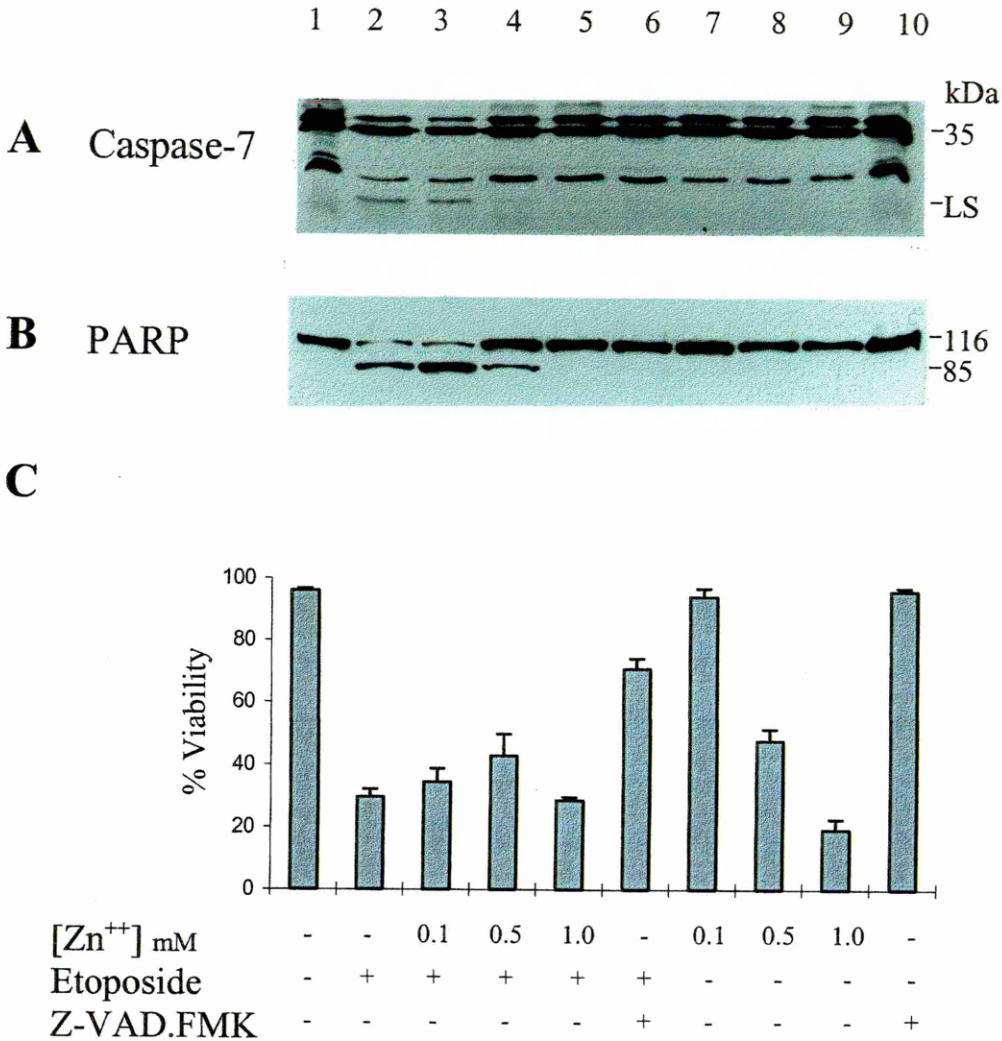 1 2 3 4 5 6 7 8 9 10
kDa
A Caspase-7
-35
-LS
B PARP
-116
-85
C
100
80
60
40
20
0
% Viability
[Zn++] mM - - 0.1 0.5 1.0 - 0.1 0.5 1.0 -
Etoposide - + + + + + - - - -
Z-VAD.FMK - - - - - + - - - +